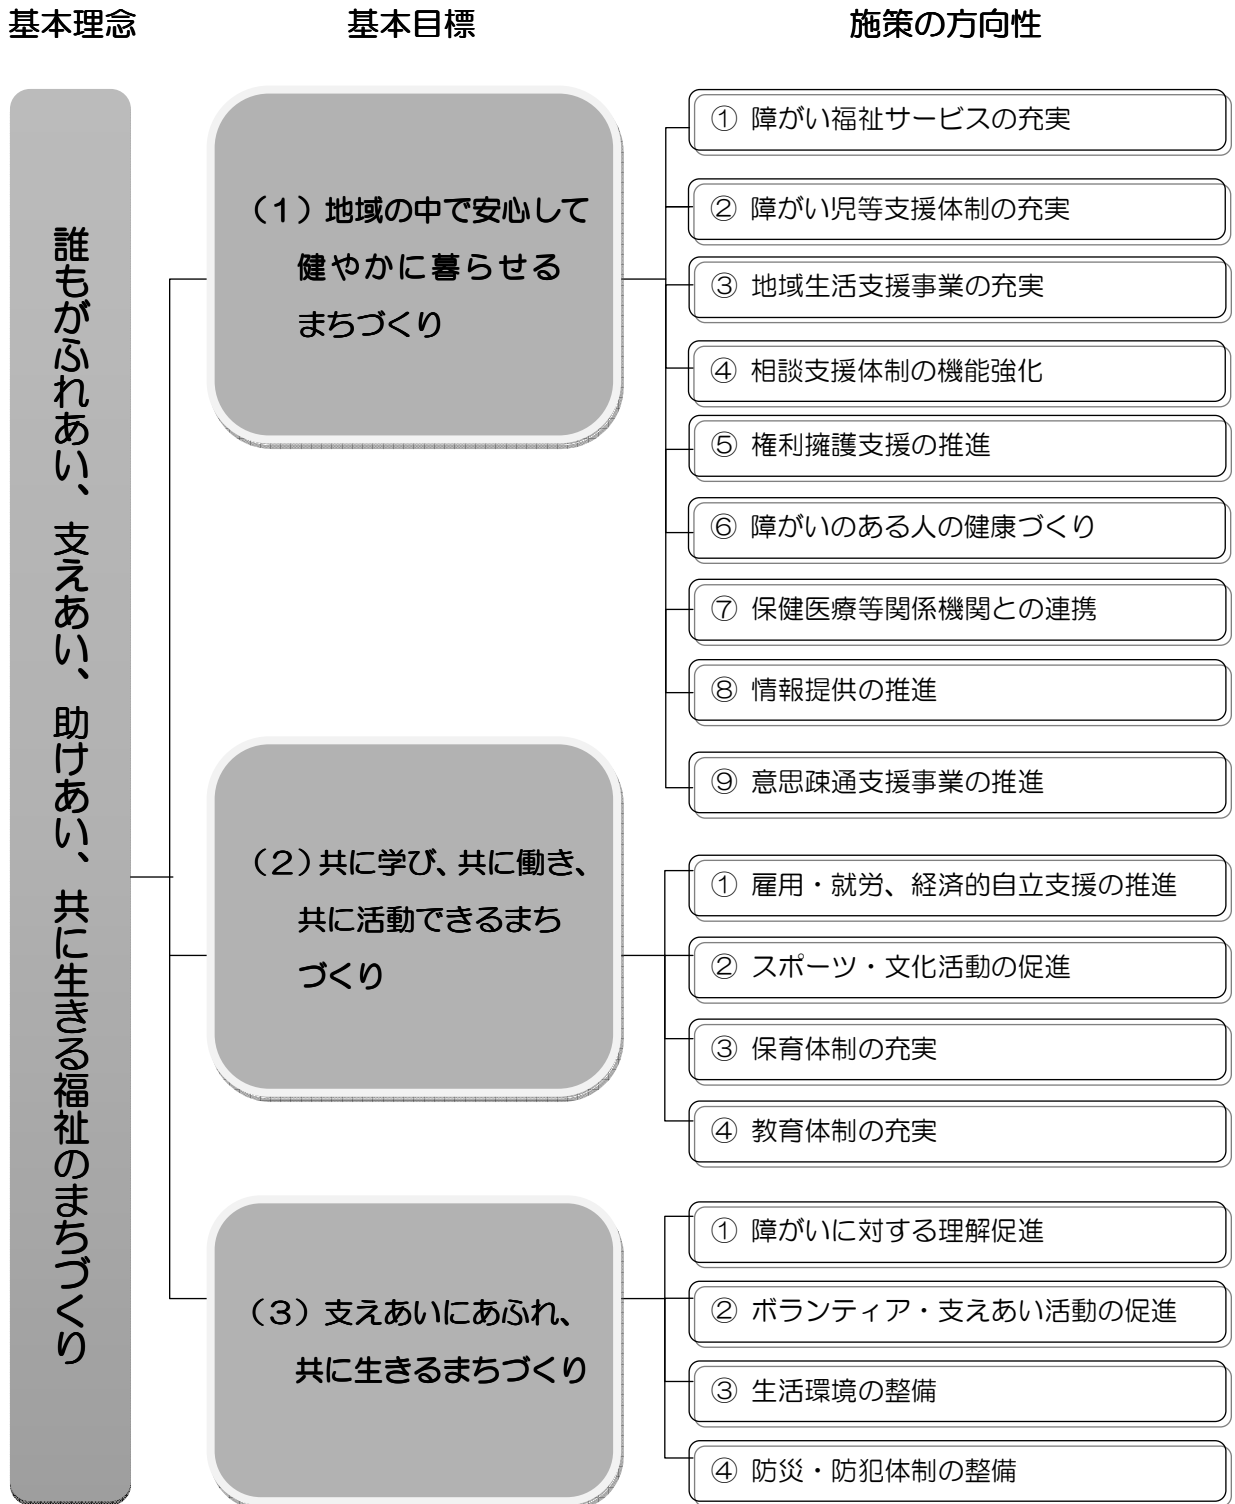 基本理念
基本目標
施策の方向性
誰もがふれあい、支えあい、助けあい、共に生きる福祉のまちづくり
（1）地域の中で安心して
健やかに暮らせる
まちづくり
① 障がい福祉サービスの充実
② 障がい児等支援体制の充実
③ 地域生活支援事業の充実
④ 相談支援体制の機能強化
⑤ 権利擁護支援の推進
⑥ 障がいのある人の健康づくり
⑦ 保健医療等関係機関との連携
⑧ 情報提供の推進
⑨ 意思疎通支援事業の推進
（2）共に学び、共に働き、
共に活動できるまち
づくり
① 雇用・就労、経済的自立支援の推進
② スポーツ・文化活動の促進
③ 保育体制の充実
④ 教育体制の充実
（3）支えあいにあふれ、
共に生きるまちづくり
① 障がいに対する理解促進
② ボランティア・支えあい活動の促進
③ 生活環境の整備
④ 防災・防犯体制の整備